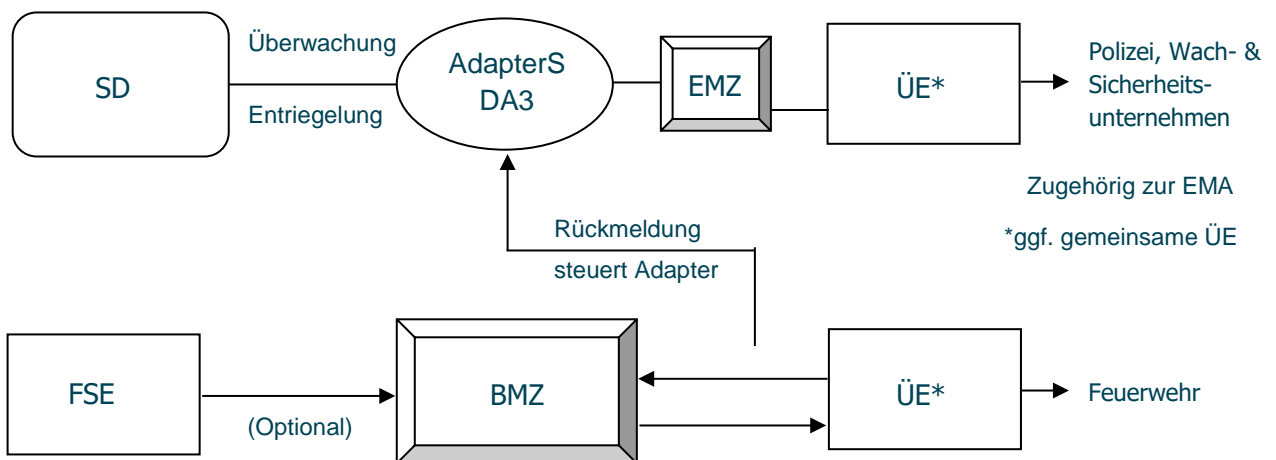 SD
Überwachung
Entriegelung
AdapterS
DA3
EMZ
ÜE*
Polizei, Wach- &
Sicherheits-
unternehmen
Zugehörig zur EMA
*ggf. gemeinsame ÜE
Rückmeldung
steuert Adapter
FSE
(Optional)
BMZ
ÜE*
Feuerwehr